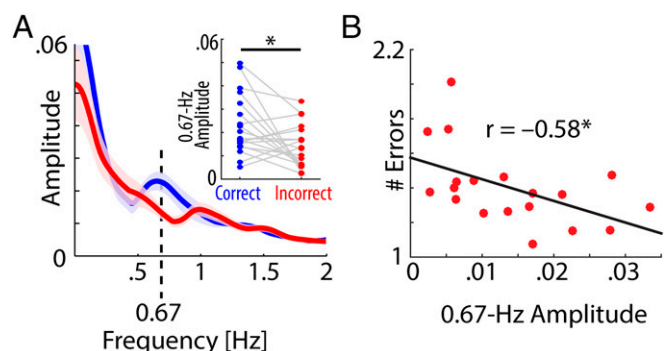 A
.06
Amplitude
0
.5
1
1.5
2
0.67
Frequency [Hz]
.06
0.67-Hz
Amplitude
0
*
Correct
Incorrect
B
2.2
# Errors
1
r = –0.58*
0
.01
.02
.03
0.67-Hz Amplitude